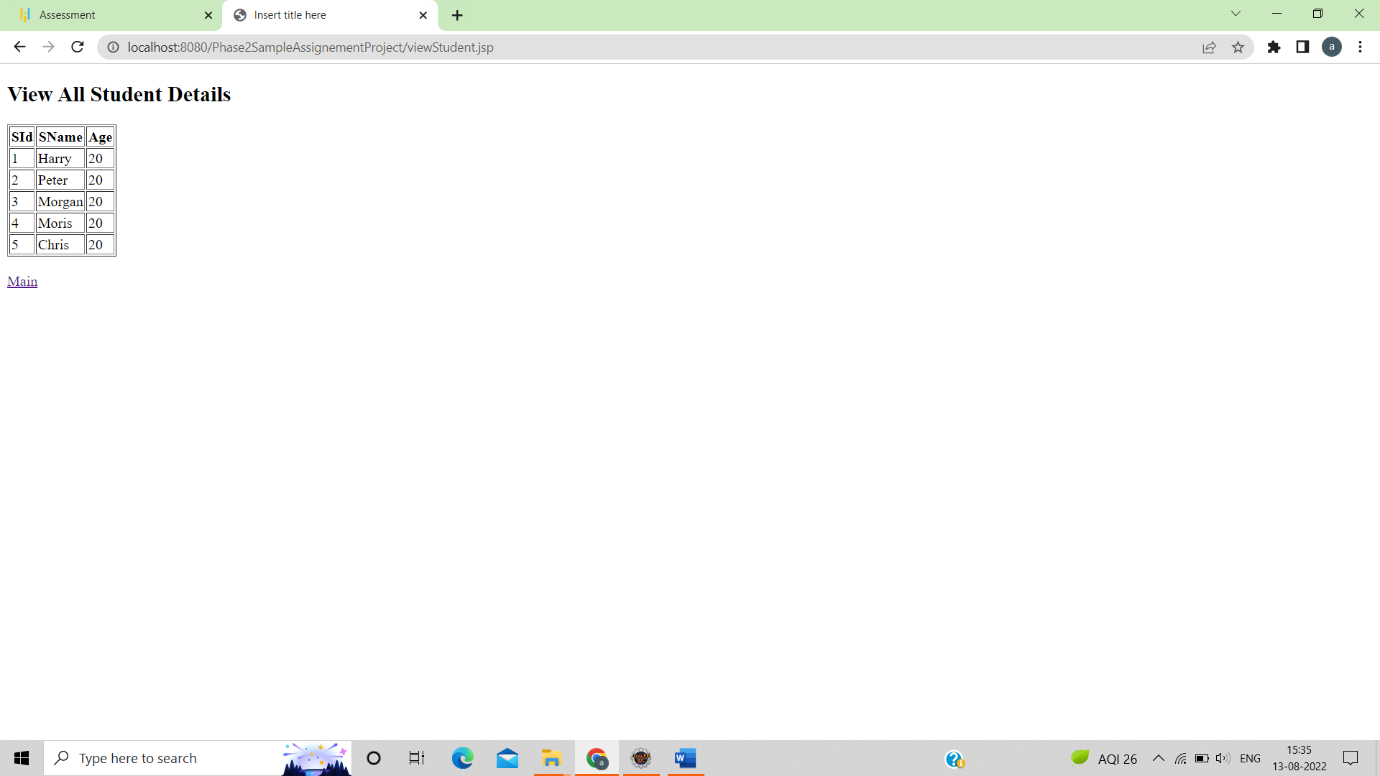 Assessment
Insert title here
localhost:8080/Phase2SampleAssignementProject/viewStudent.jsp
a
View All Student Details
SId SName Age
1 Harry 20
2 Peter 20
3 Morgan 20
4 Moris 20
5 Chris 20
Main
Type here to search
AQI 26
ENG
15:35
13-08-2022